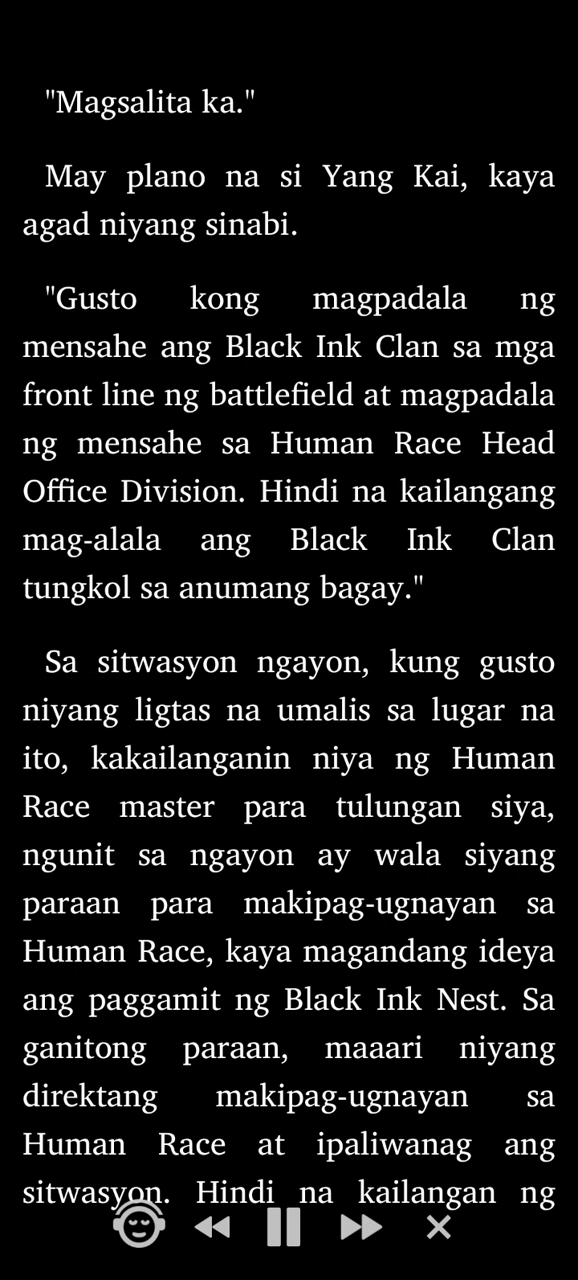 "Magsalita ka."
May plano na si Yang Kai, kaya
agad niyang sinabi.
"Gusto kong magpadala ng
mensahe ang Black Ink Clan sa mga
front line ng battlefield at magpadala
ng mensahe sa Human Race Head
Office Division. Hindi na kailangang
mag-alala ang Black Ink Clan
tungkol sa anumang bagay."
Sa sitwasyon ngayon, kung gusto
niyang ligtas na umalis sa lugar na
ito, kakailanganin niya ng Human
Race master para tulungan siya,
ngunit sa ngayon ay wala siyang
paraan para makipag-ugnayan sa
Human Race, kaya magandang ideya
ang paggamit ng Black Ink Nest. Sa
ganitong paraan, maaari niyang
direktang makipag-ugnayan sa
Human Race at ipaliwanag ang
sitwasyon. Hindi na kailangan ng